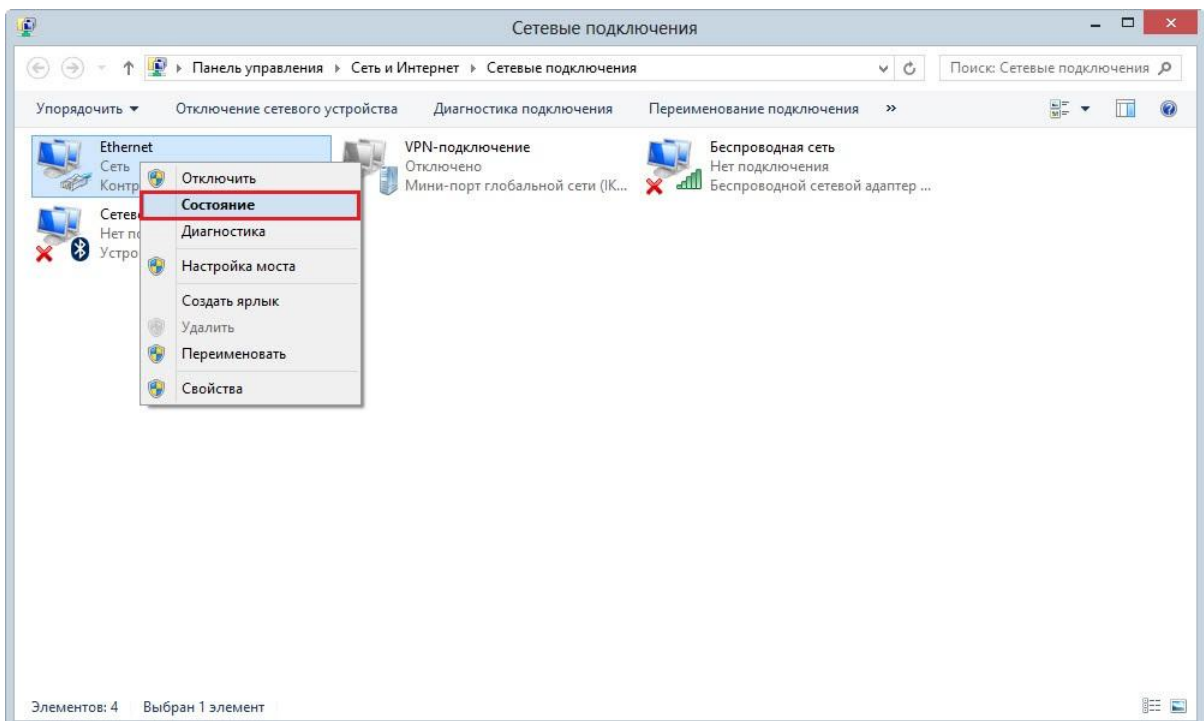 Сетевые подключения
Панель управления Сеть и Интернет Сетевые подключения
Поиск: Сетевые подключения
Упорядочить Отключение сетевого устройства Диагностика подключения Переименование подключения »
Ethernet
Сеть
Контр
VPN-подключение
Отключено
Мини-порт глобальной сети (IK...
Беспроводная сеть
Нет подключения
Беспроводной сетевой адаптер ...
Сетев
Нет по
Устро
Отключить
Состояние
Диагностика
Настройка моста
Создать ярлык
Удалить
Переименовать
Свойства
Элементов: 4 Выбран 1 элемент